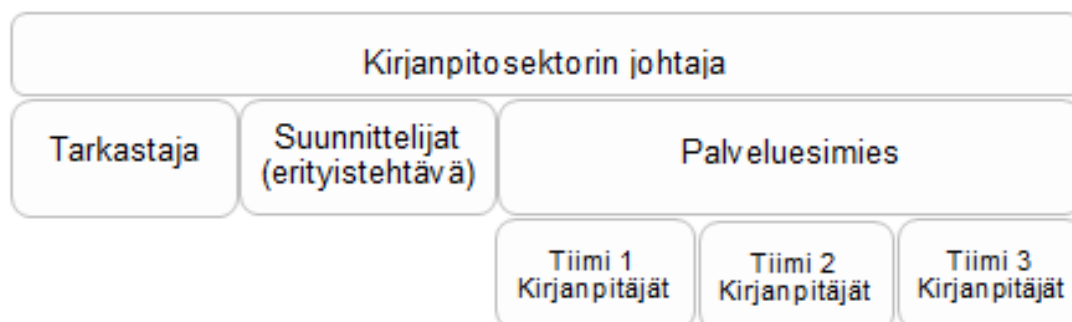 Kirjanpitosektorin johtaja
Tarkastaja
Suunnittelijat
(erityistehtävä)
Palveluesimies
Tiimi 1
Kirjanpitäjät
Tiimi 2
Kirjanpitäjät
Tiimi 3
Kirjanpitäjät